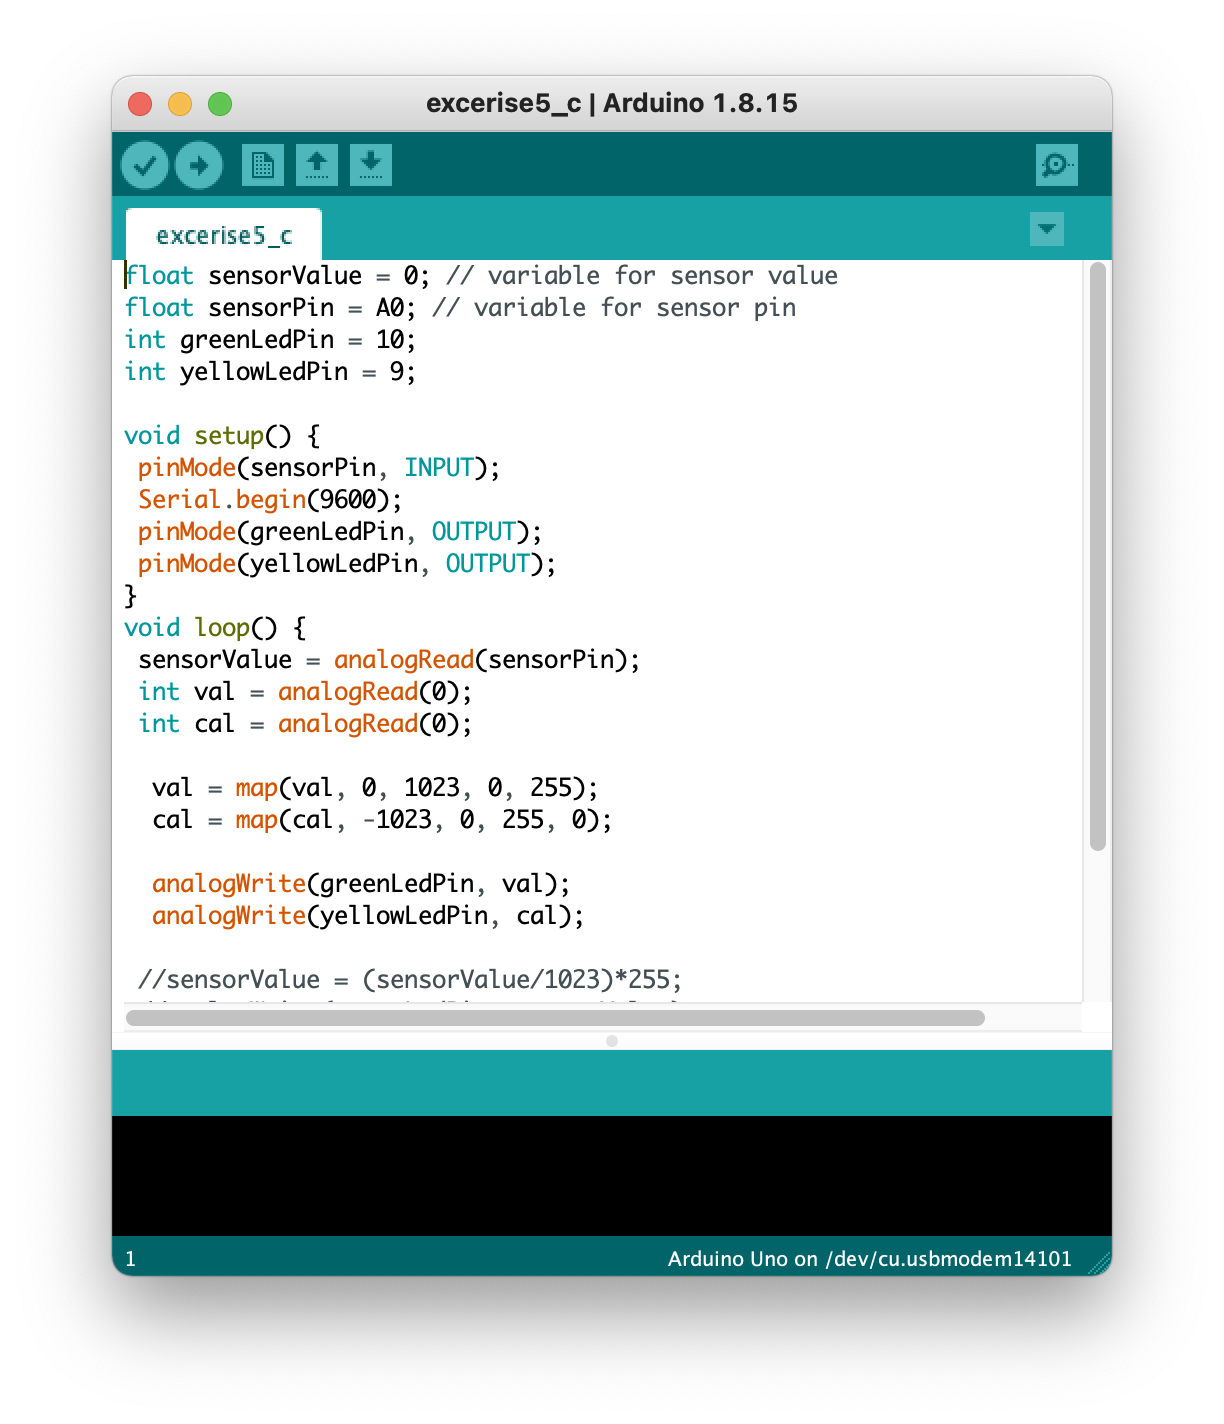 excerise5_c | Arduino 1.8.15
excerise5_c
float sensorValue = 0; // variable for sensor value
float sensorPin = A0; // variable for sensor pin
int greenLedPin = 10;
int yellowLedPin = 9;
void setup() {
pinMode(sensorPin, INPUT);
Serial.begin(9600);
pinMode(greenLedPin, OUTPUT);
pinMode(yellowLedPin, OUTPUT);
}
void loop() {
sensorValue = analogRead(sensorPin);
int val = analogRead(0);
int cal = analogRead(0);
val = map(val, 0, 1023, 0, 255);
cal = map(cal, -1023, 0, 255, 0);
analogWrite(greenLedPin, val);
analogWrite(yellowLedPin, cal);
//sensorValue = (sensorValue/1023)*255;
1
Arduino Uno on /dev/cu.usbmodem14101